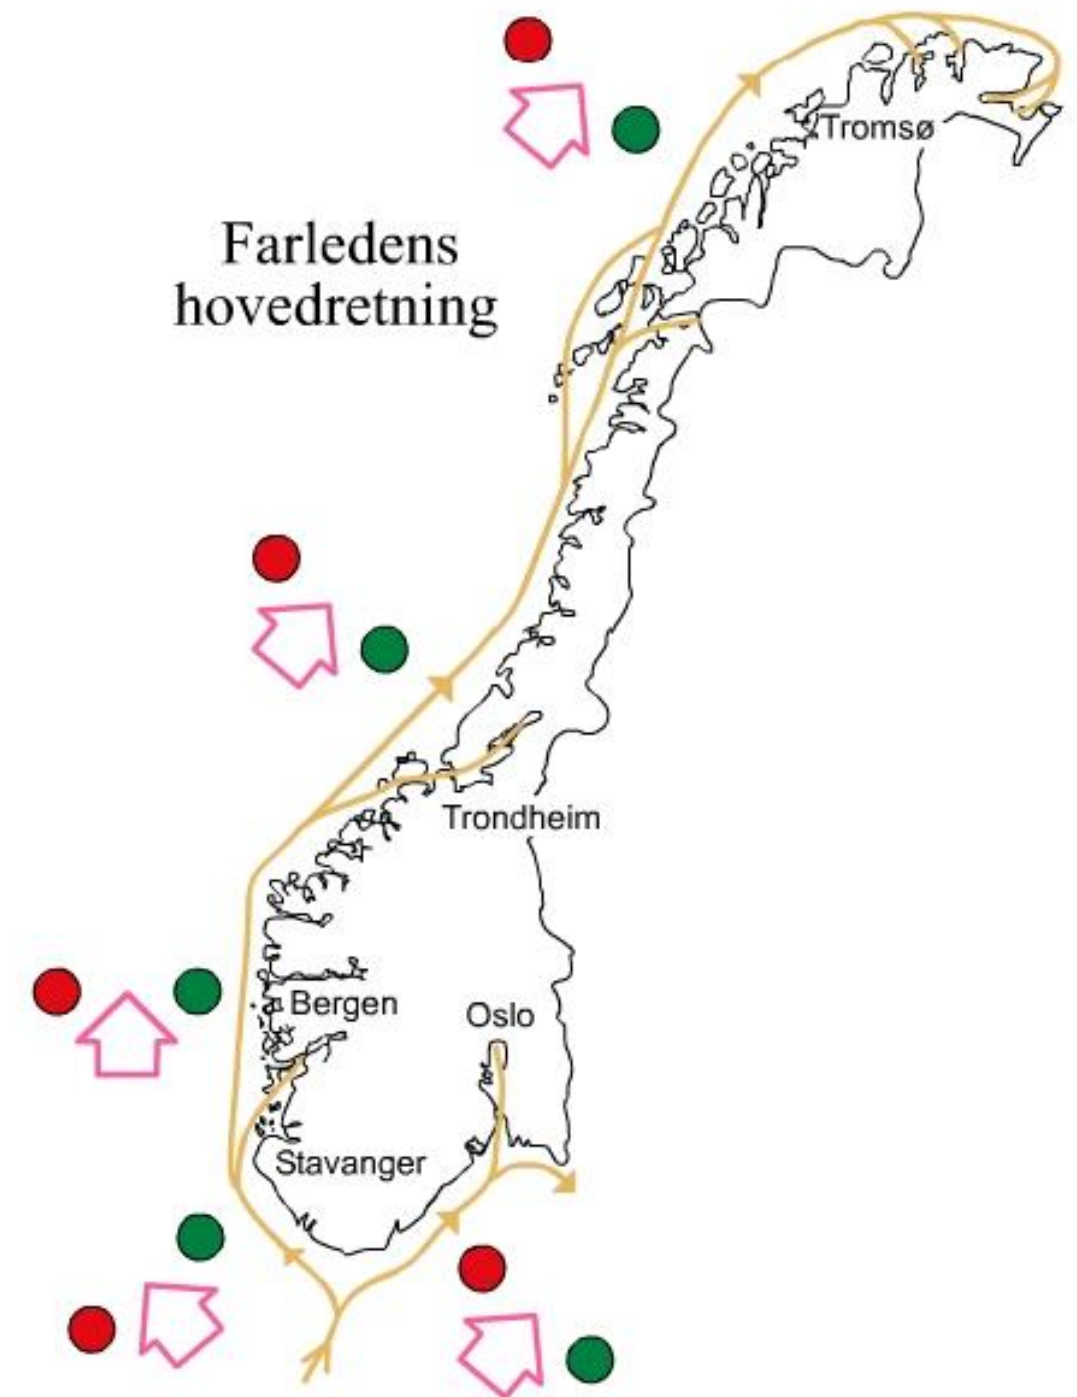 Tromsø
Farledens
hovedretning
Trondheim
Bergen
Oslo
Stavanger